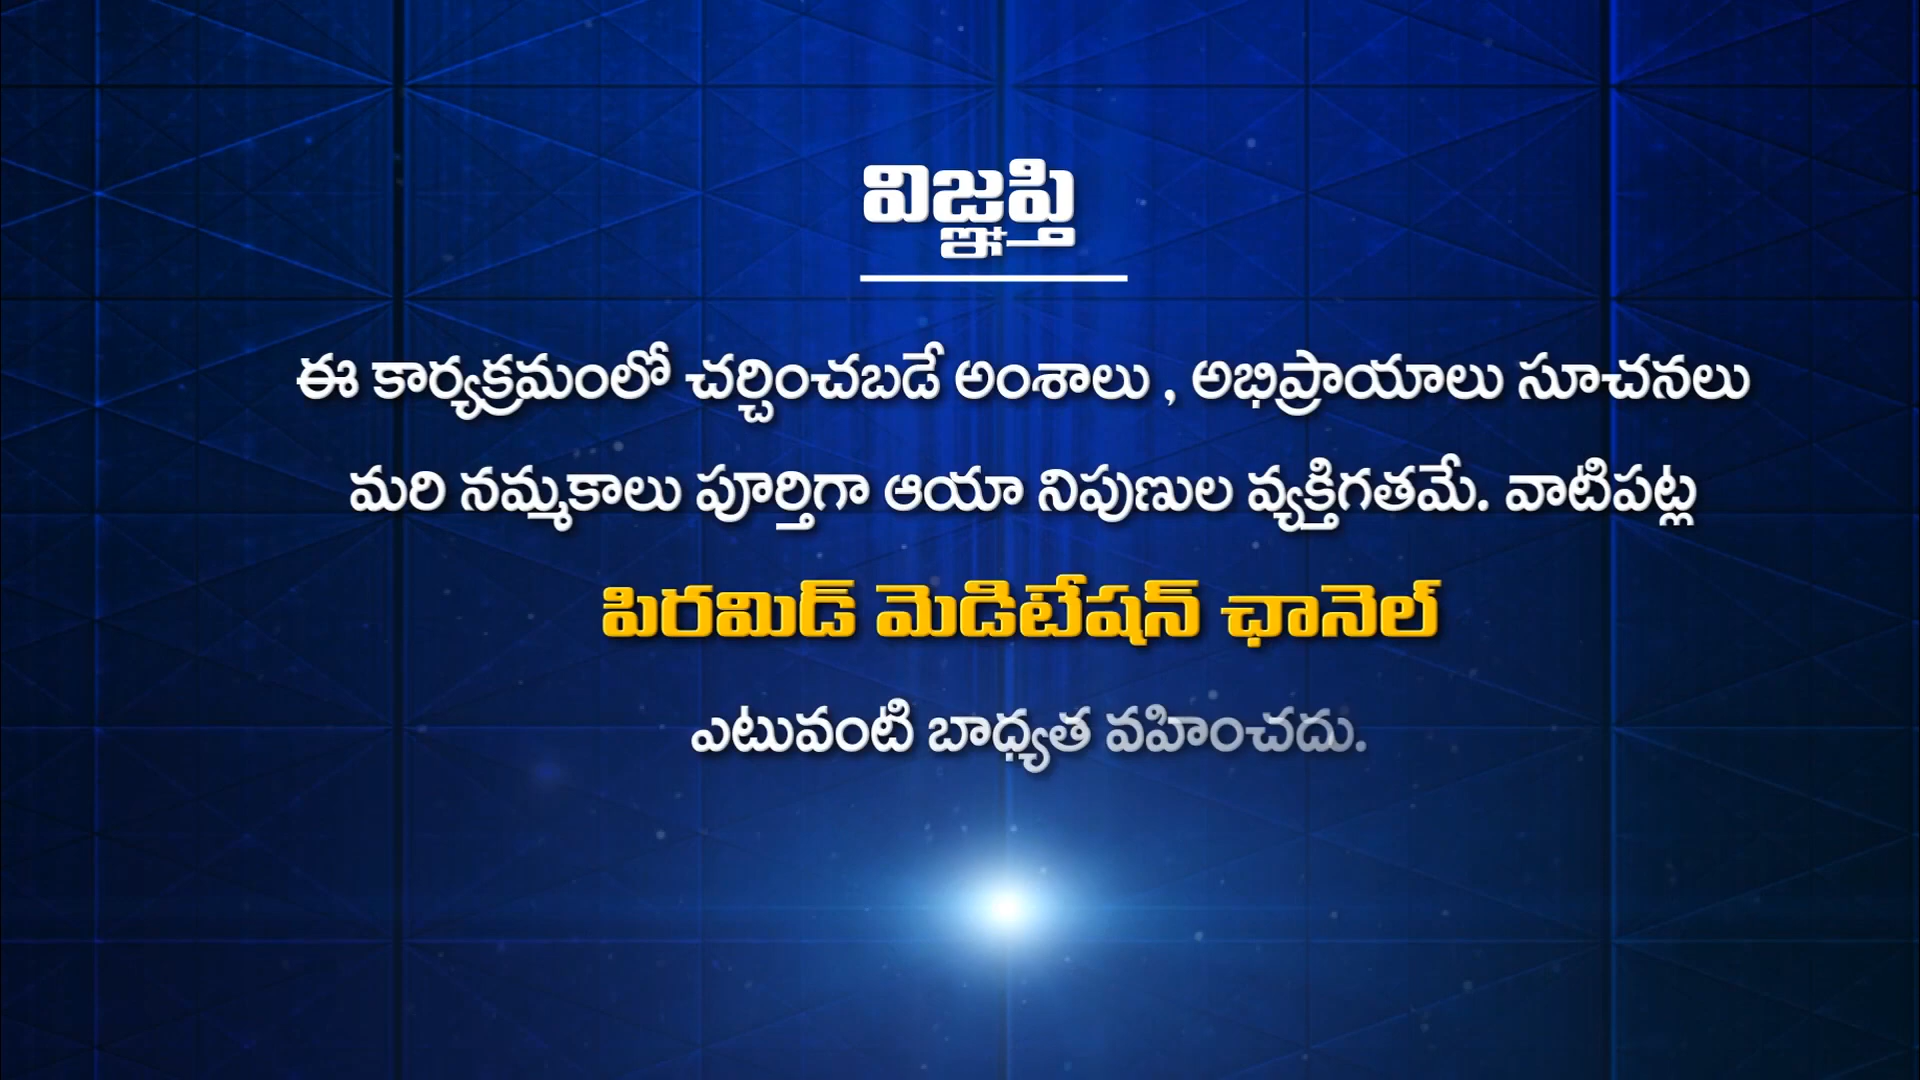 విజ్ఞప్తి
ఈ కార్యక్రమంలో చర్చించబడే అంశాలు , అభిప్రాయాలు సూచనలు
మరి నమ్మకాలు పూర్తిగా ఆయా నిపుణుల వ్యక్తిగతమే. వాటిపట్ల
పిరమిడ్ మెడిటేషన్ ఛానెల్
ఎటువంటి బాధ్యత వహించదు.